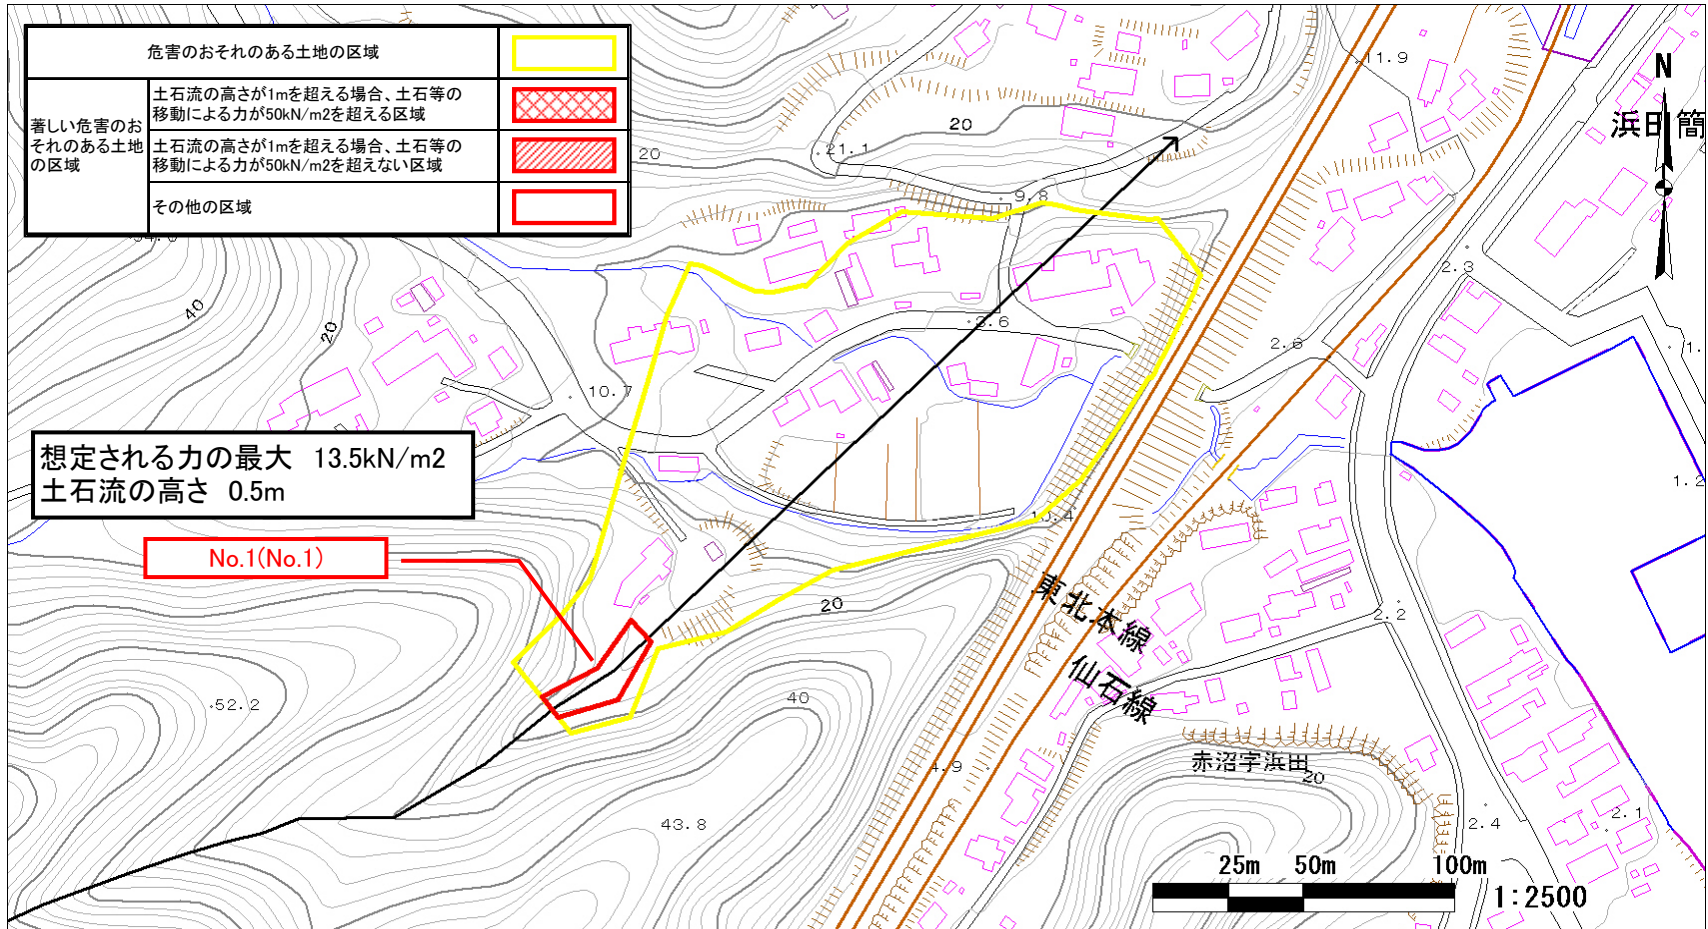 危害のおそれのある土地の区域
著しい危害のお
それのある土地
の区域
土石流の高さが1mを超える場合、土石等の
移動による力が50kN/m2を超える区域
土石流の高さが1mを超える場合、土石等の
移動による力が50kN/m2を超えない区域
その他の区域
想定される力の最大 13.5kN/m2
土石流の高さ 0.5m
No.1(No.1)
N
11.9
20
21.1
20
9.8
2.3
40
20
3.6
2.6
10.7
1.2
10.4
東北本線
仙石線
20
2.2
52.2
40
赤沼字浜田
20
4.9
43.8
2.4
2.1
25m 50m 100m
1:2500